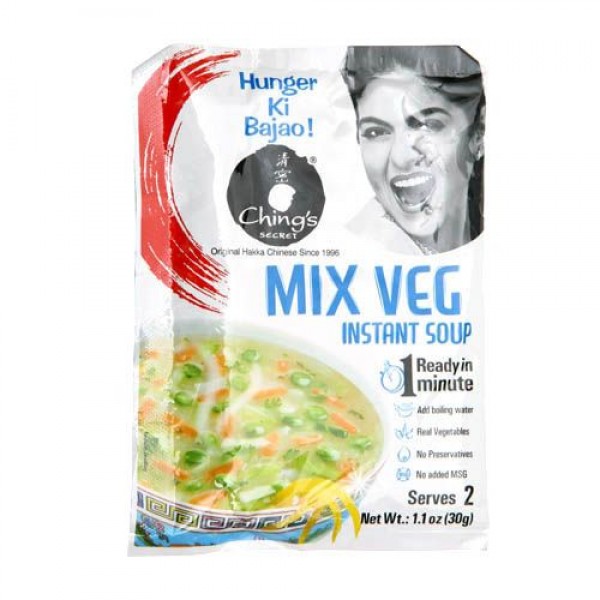 Hunger
Ki
Bajao!
清
®
Ching's
SECRET
Original Hakka Chinese Since 1996
MIX VEG
INSTANT SOUP
1 Ready in
minute
Add boiling water
Real Vegetables
No Preservatives
No added MSG
Serves 2
Net Wt.: 1.1 oz (30g)